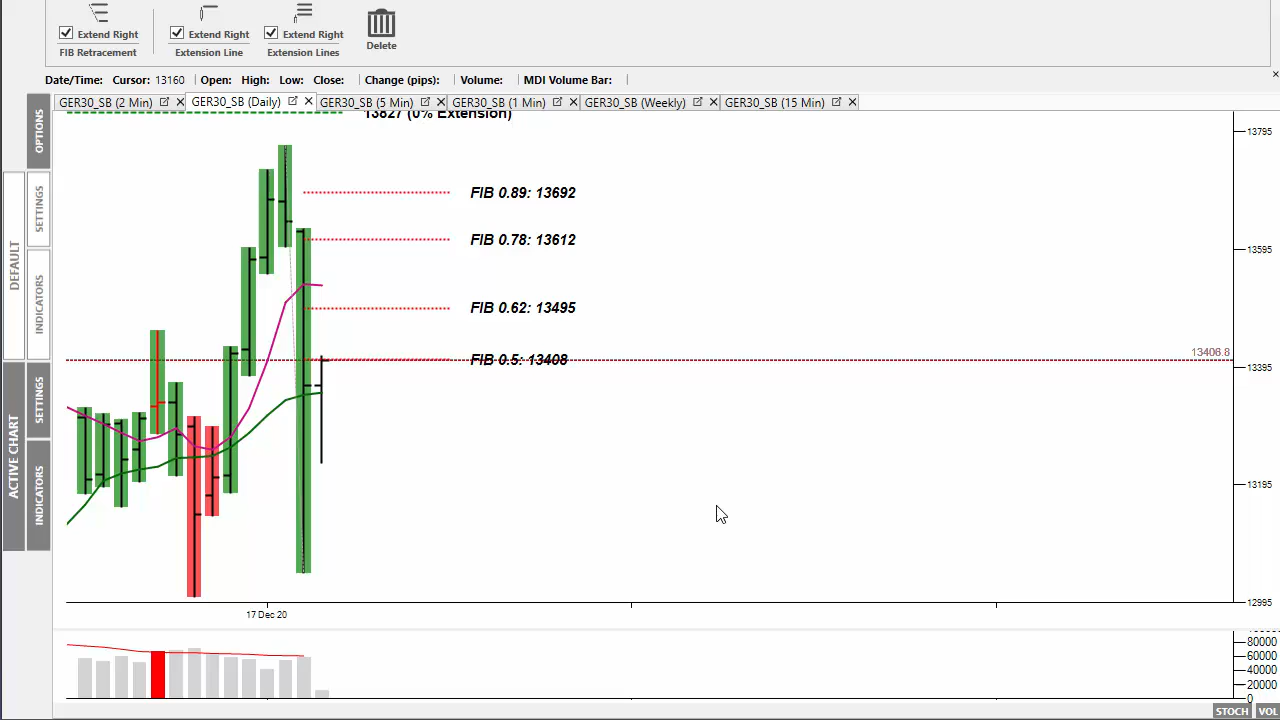 Extend Right
Extend Right
Extend Right
FIB Retracement
Extension Line
Extension Lines
Delete
Date/Time: Cursor: 13160 Open: High: Low: Close: Change (pips): Volume: MDI Volume Bar:
GER30_SB (2 Min)
GER30_SB (Daily)
GER30_SB (5 Min)
GER30_SB (1 Min)
GER30_SB (Weekly)
GER30_SB (15 Min)
OPTIONS
SETTINGS
INDICATORS
DEFAULT
SETTINGS
INDICATORS
ACTIVE CHART
13827 (0% Extension)
FIB 0.89: 13692
FIB 0.78: 13612
FIB 0.62: 13495
FIB 0.5: 13408
13406.8
13795
13595
13395
13195
12995
17 Dec 20
80000
60000
40000
20000
0
STOCH
VOL